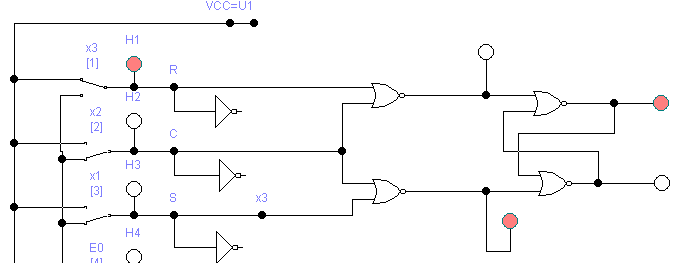 VCC=U1
H1
x3
[1]
R
H2
x2
[2]
C
H3
x1
[3]
S
x3
H4
E0